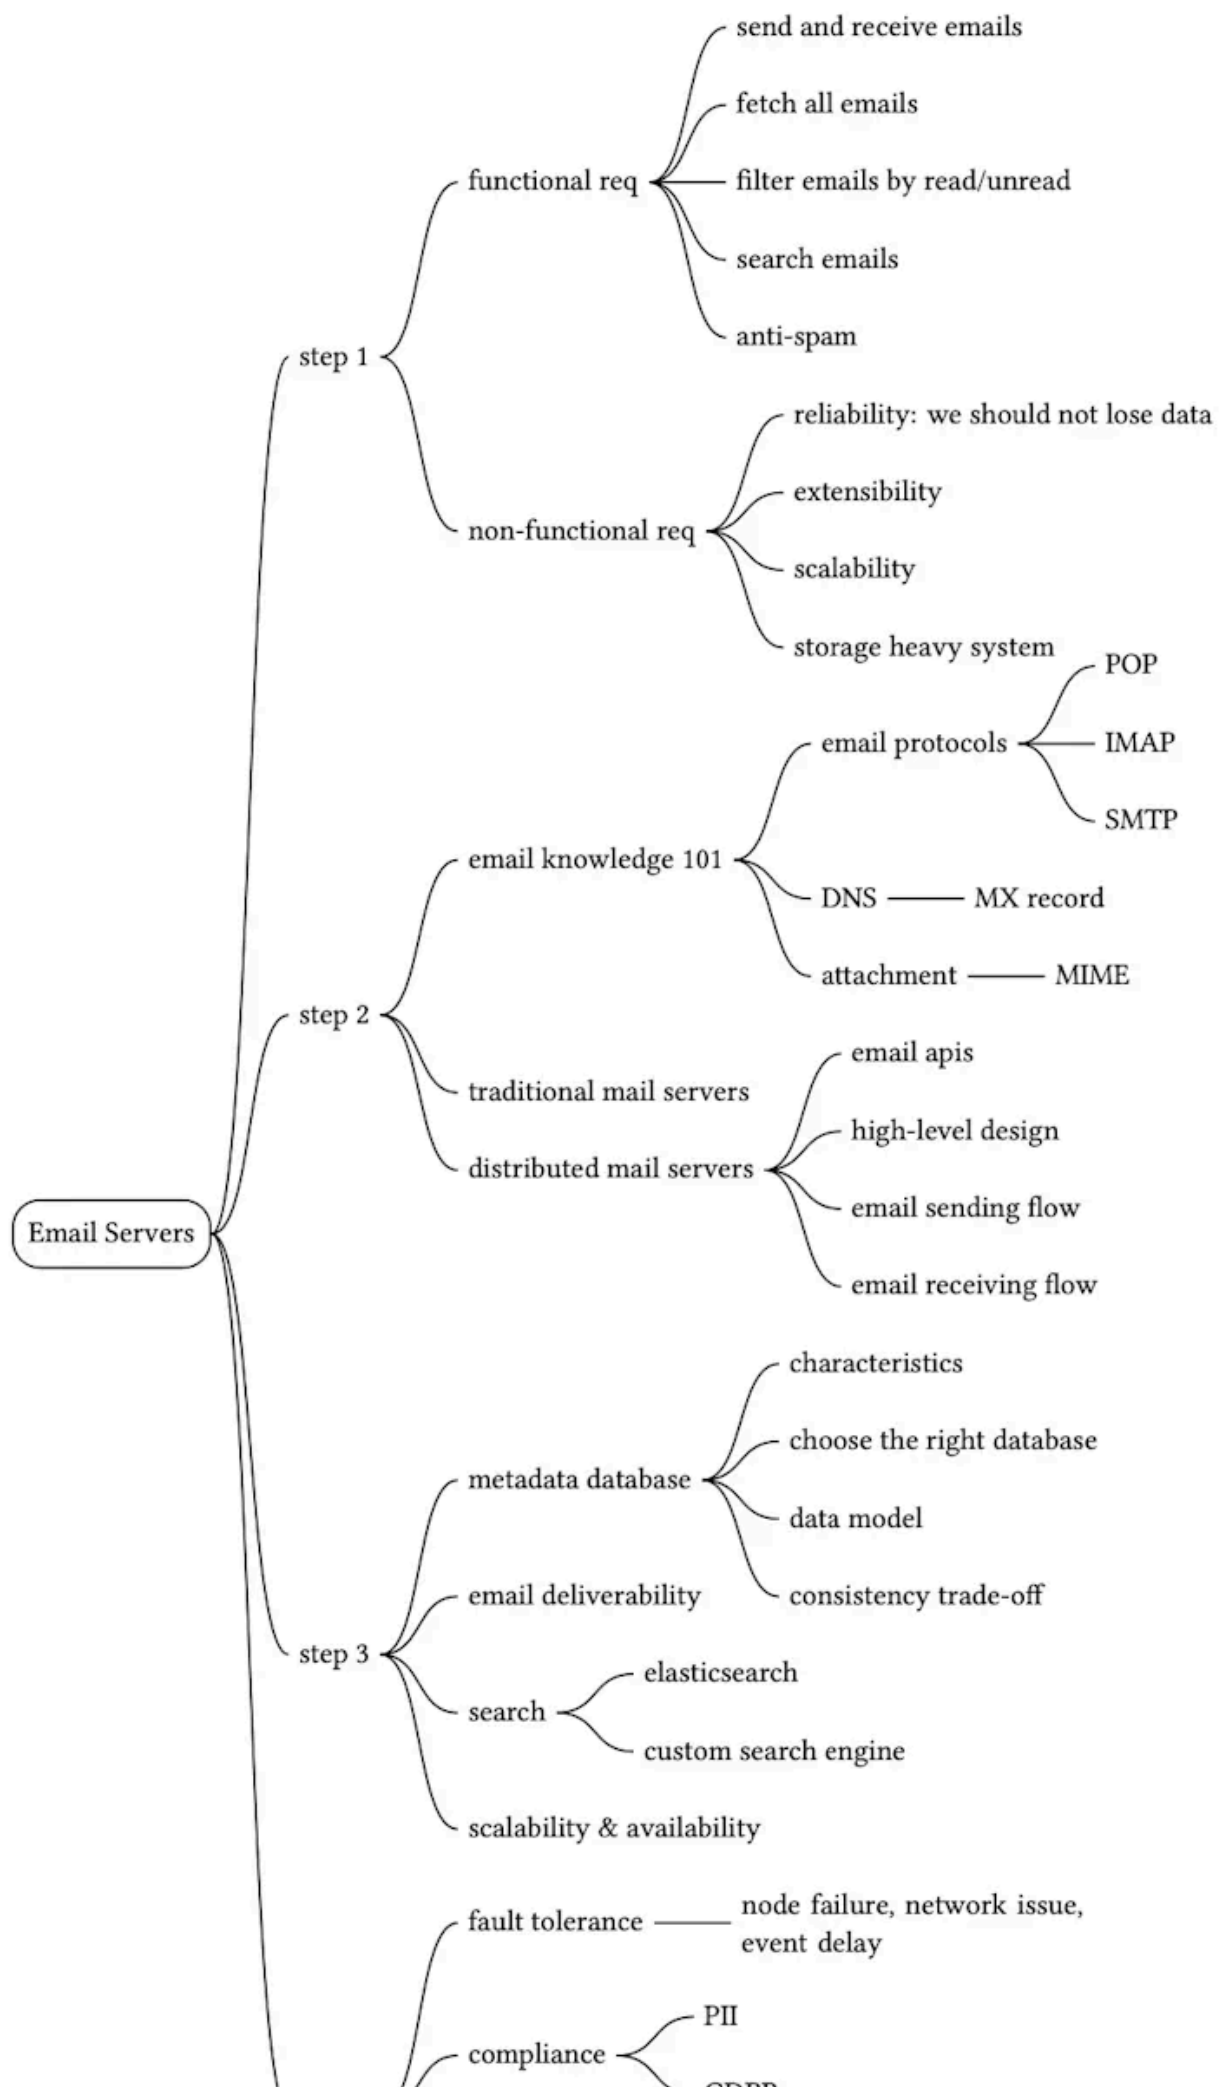 send and receive emails
fetch all emails
functional req
filter emails by read/unread
search emails
anti-spam
step 1
reliability: we should not lose data
extensibility
non-functional req
scalability
storage heavy system
POP
email protocols
IMAP
SMTP
email knowledge 101
DNS
MX record
attachment
MIME
step 2
email apis
traditional mail servers
high-level design
distributed mail servers
email sending flow
Email Servers
email receiving flow
characteristics
choose the right database
metadata database
data model
email deliverability
consistency trade-off
step 3
elasticsearch
search
custom search engine
scalability & availability
fault tolerance
node failure, network issue,
event delay
PII
compliance